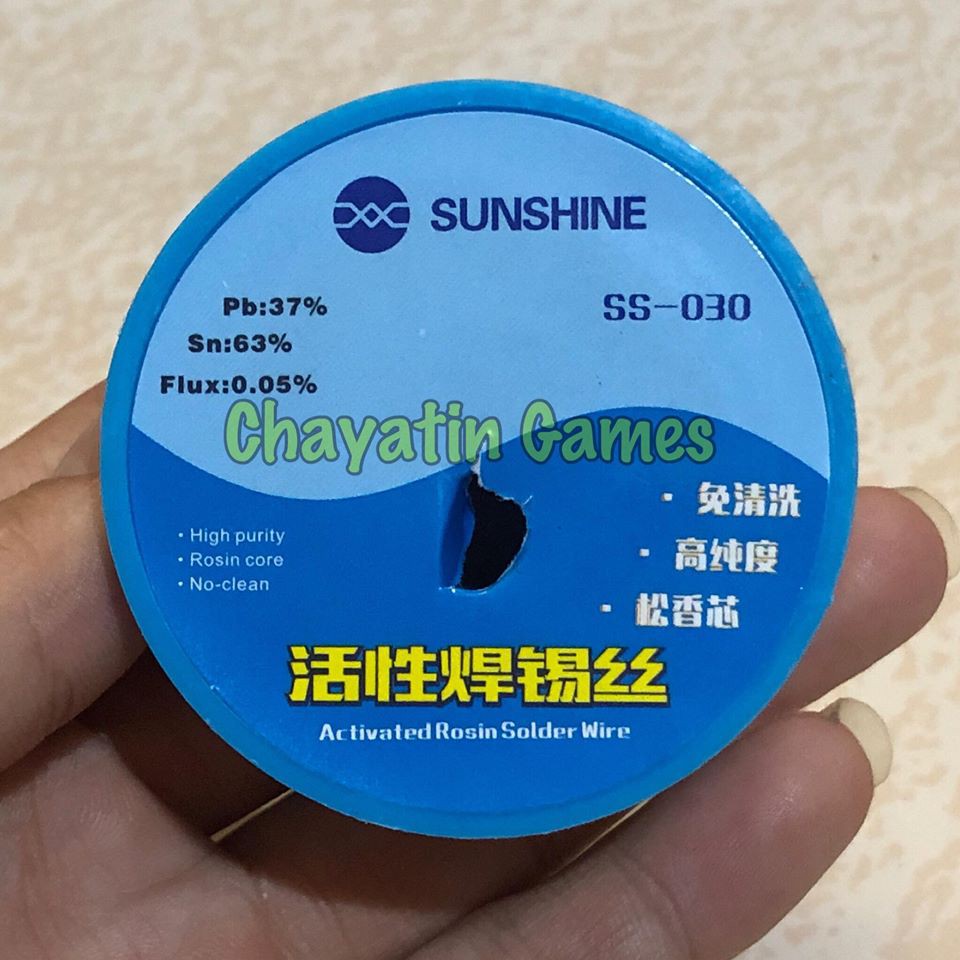 SUNSHINE
SS-030
Pb:37%
Sn:63%
Flux:0.05%
Chayatin Games
· High purity
· Rosin core
· No-clean
· 免清洗
· 高纯度
· 松香芯
活性焊锡丝
Activated Rosin Solder Wire